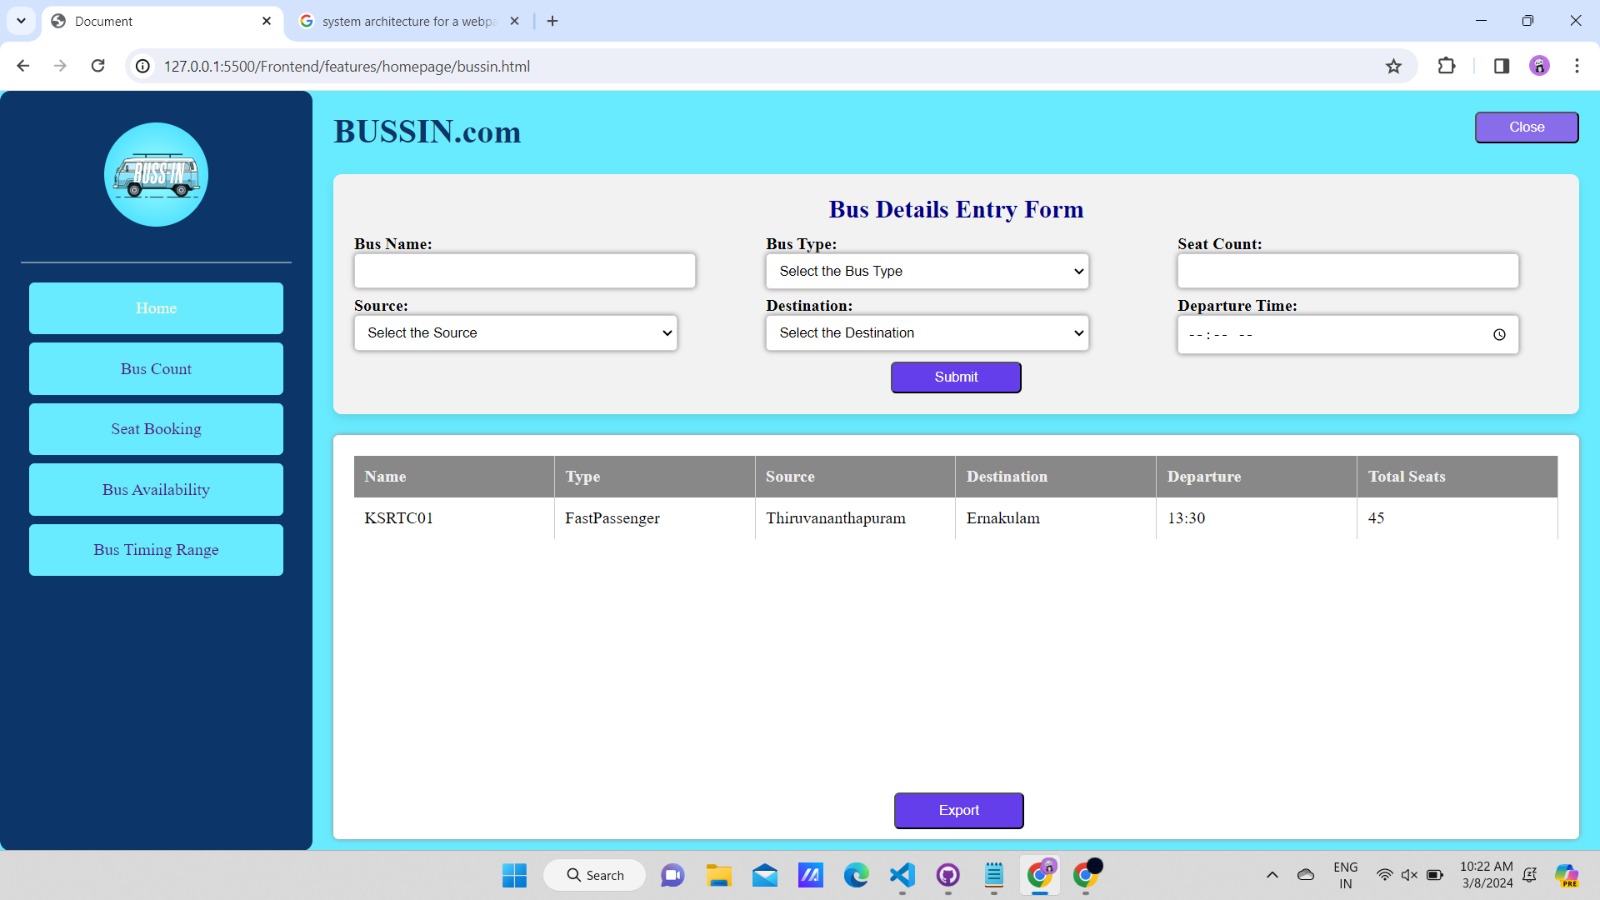 Document
system architecture for a webpa
127.0.0.1:5500/Frontend/features/homepage/bussin.html
BUSS-IN
BUSSIN.com
Close
Home
Bus Count
Seat Booking
Bus Availability
Bus Timing Range
Bus Details Entry Form
Bus Name: Bus Type: Seat Count:
Select the Bus Type
Source: Destination: Departure Time:
Select the Source Select the Destination --:-- --
Submit
Name Type Source Destination Departure Total Seats
KSRTC01 FastPassenger Thiruvananthapuram Ernakulam 13:30 45
Export
Search
ENG
IN
10:22 AM
3/8/2024
PRE